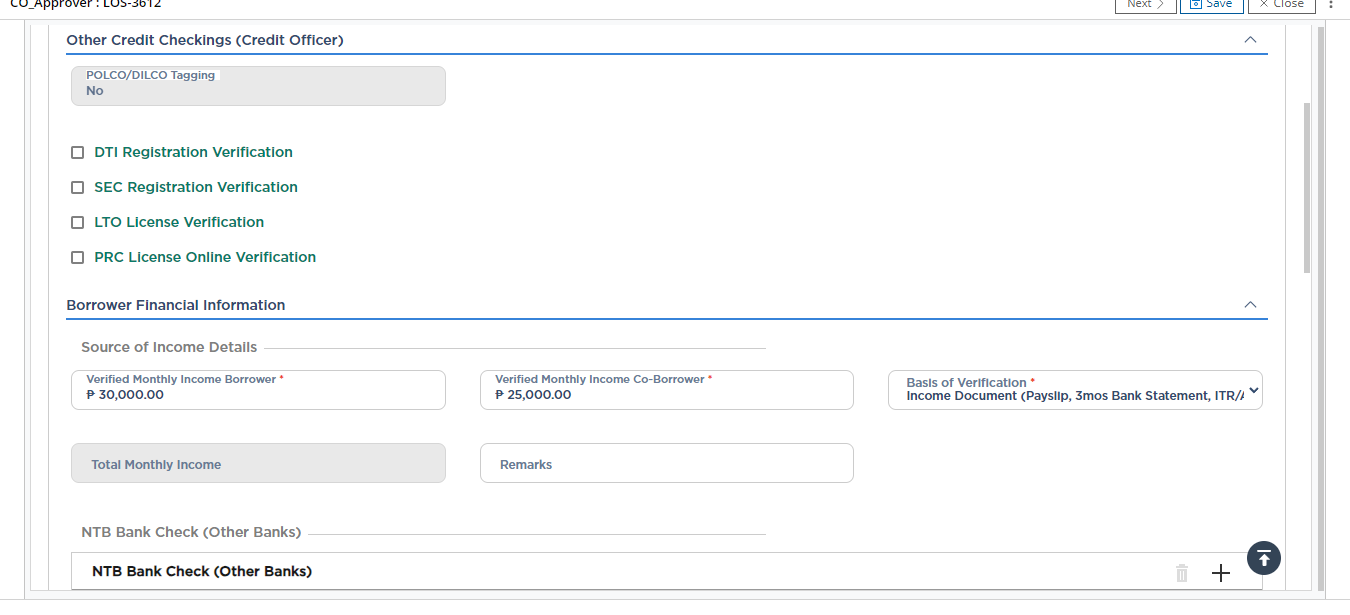 CO_Approver : LOS-3612
Next
Save
Close
Other Credit Checkings (Credit Officer)
POLCO/DILCO Tagging
No
DTI Registration Verification
SEC Registration Verification
LTO License Verification
PRC License Online Verification
Borrower Financial Information
Source of Income Details
Verified Monthly Income Borrower *
₱ 30,000.00
Verified Monthly Income Co-Borrower *
₱ 25,000.00
Basis of Verification *
Income Document (Payslip, 3mos Bank Statement, ITR/
Total Monthly Income
Remarks
NTB Bank Check (Other Banks)
NTB Bank Check (Other Banks)